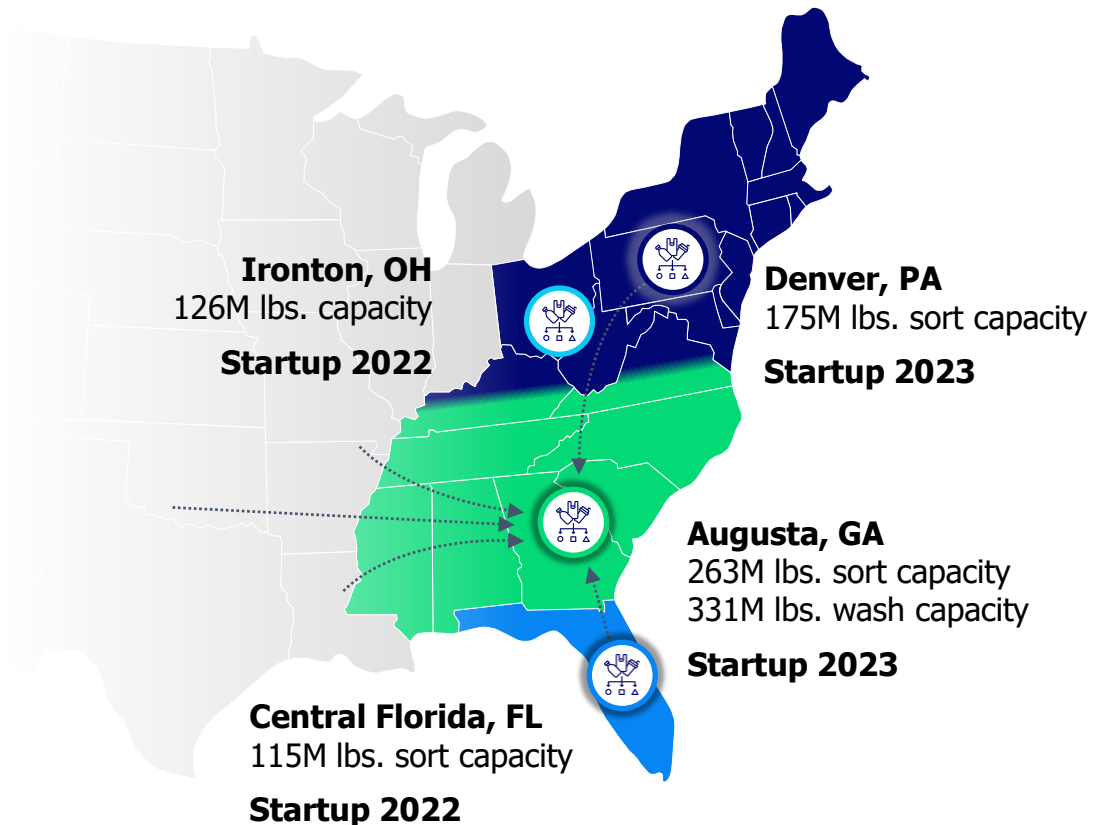 Ironton, OH
126M lbs. capacity
Startup 2022
Denver, PA
175M lbs. sort capacity
Startup 2023
Augusta, GA
263M lbs. sort capacity
331M lbs. wash capacity
Startup 2023
Central Florida, FL
115M lbs. sort capacity
Startup 2022